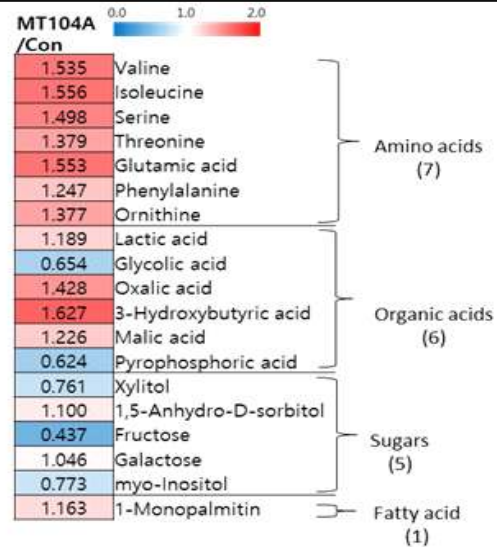 MT104A
/Con
0.0 1.0 2.0
1.535 Valine
1.556 Isoleucine
1.498 Serine
1.379 Threonine
1.553 Glutamic acid
1.247 Phenylalanine
1.377 Ornithine
Amino acids
(7)
1.189 Lactic acid
0.654 Glycolic acid
1.428 Oxalic acid
1.627 3-Hydroxybutyric acid
1.226 Malic acid
0.624 Pyrophosphoric acid
Organic acids
(6)
0.761 Xylitol
1.100 1,5-Anhydro-D-sorbitol
0.437 Fructose
1.046 Galactose
0.773 myo-Inositol
Sugars
(5)
1.163 1-Monopalmitin
Fatty acid
(1)